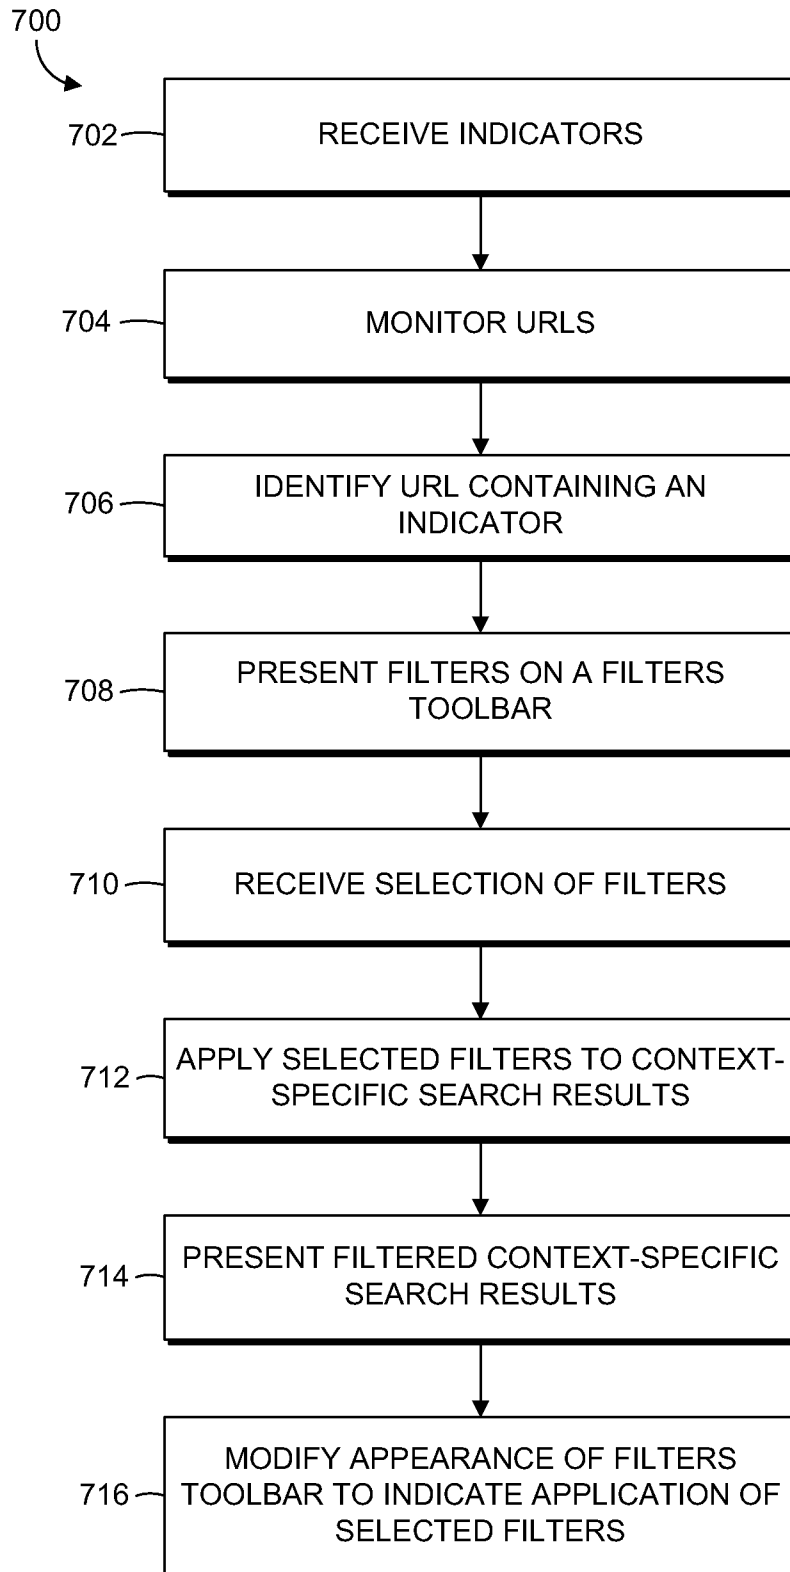 700
702
RECEIVE INDICATORS
704
MONITOR URLS
706
IDENTIFY URL CONTAINING AN
INDICATOR
708
PRESENT FILTERS ON A FILTERS
TOOLBAR
710
RECEIVE SELECTION OF FILTERS
712
APPLY SELECTED FILTERS TO CONTEXT-
SPECIFIC SEARCH RESULTS
714
PRESENT FILTERED CONTEXT-SPECIFIC
SEARCH RESULTS
716
MODIFY APPEARANCE OF FILTERS
TOOLBAR TO INDICATE APPLICATION OF
SELECTED FILTERS